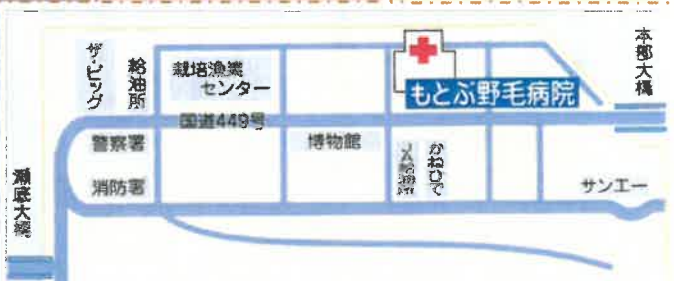 ザ・ビッグ
給油所
栽培漁業
センター
もとぶ野毛病院
本部大橋
国道449号
警察署
博物館
かねひで
消防署
サンエー
瀬底大橋